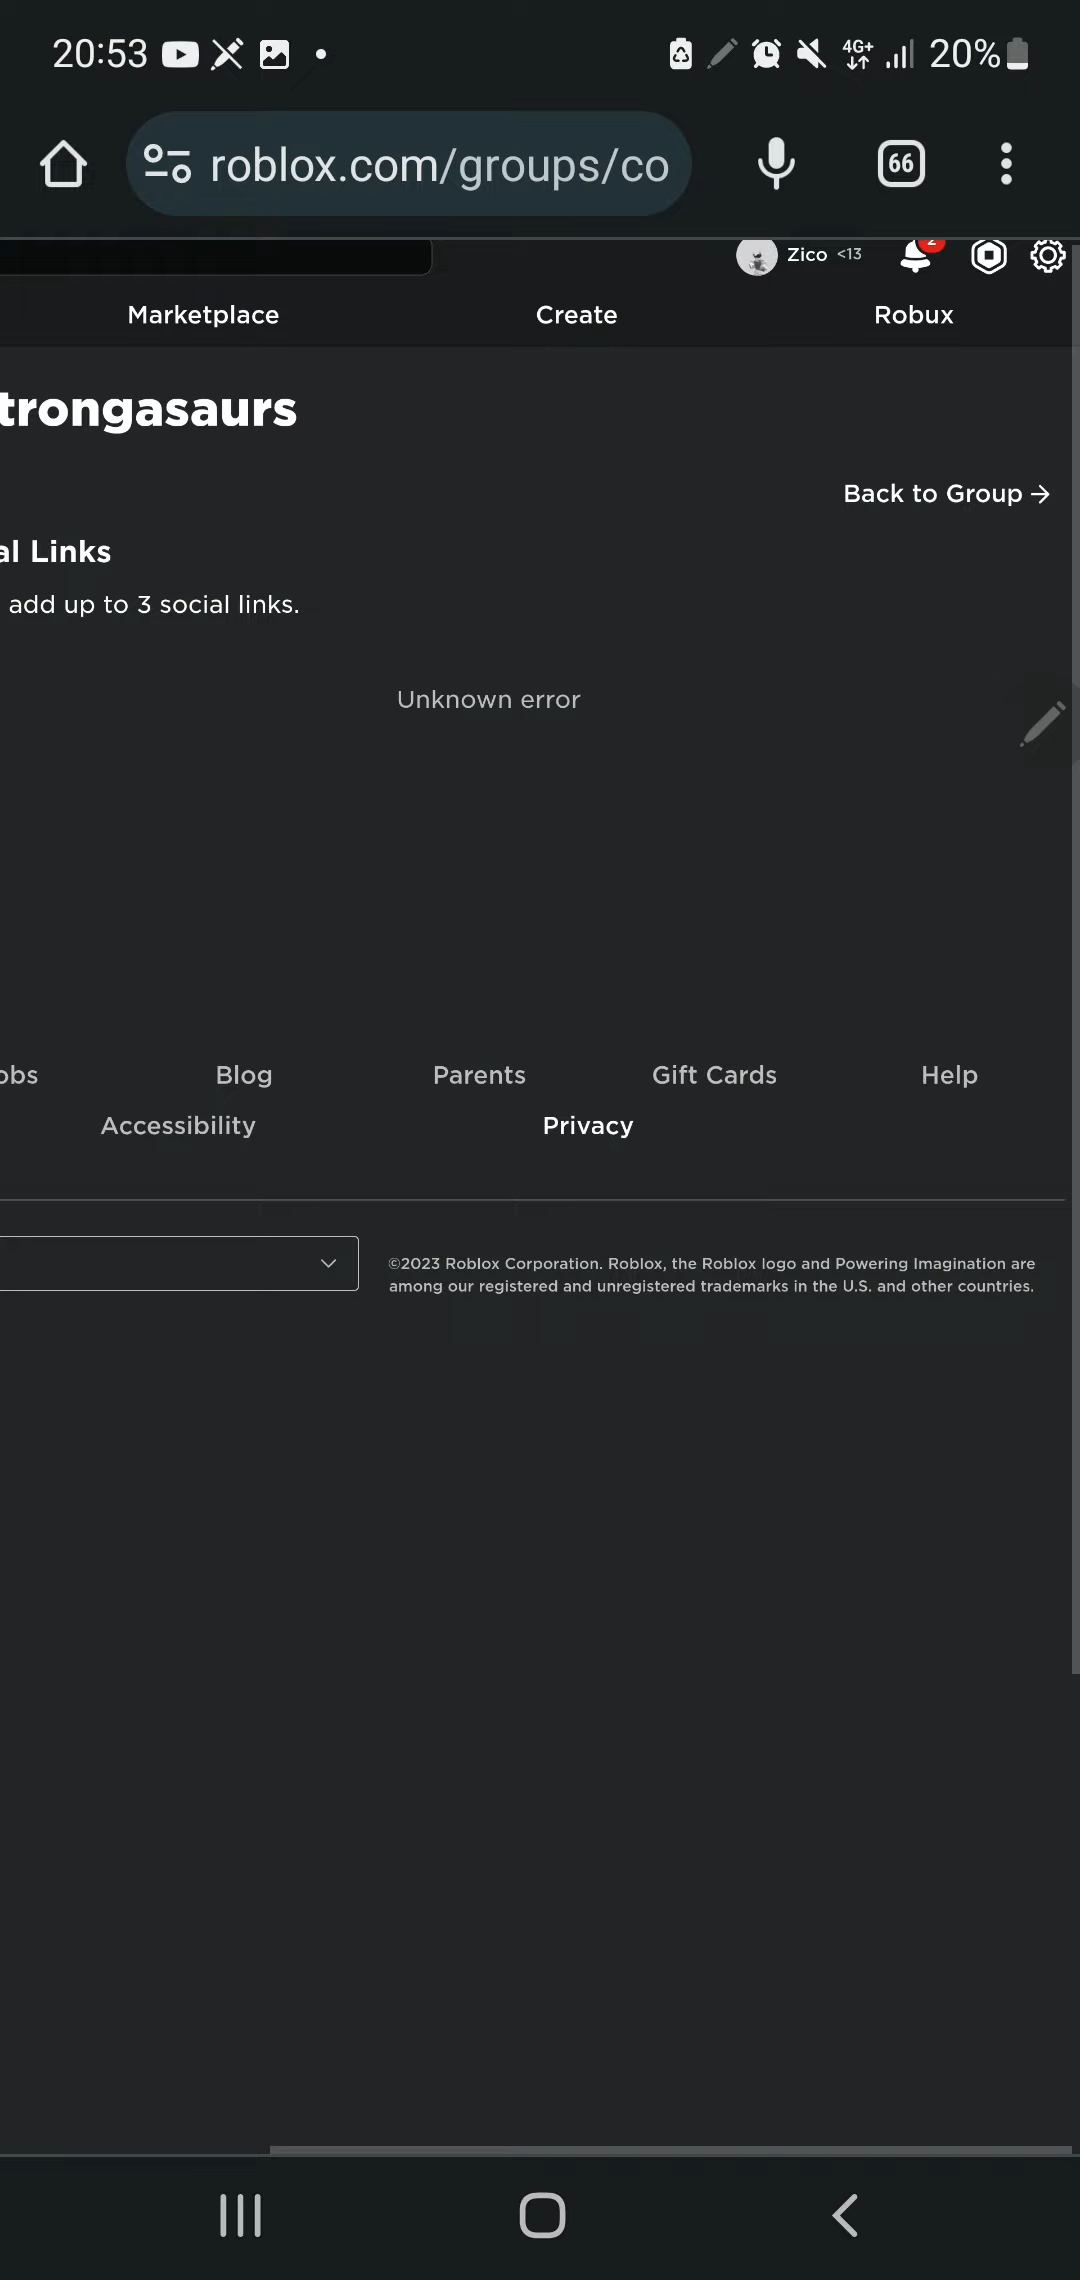 20:53
4G+
20%
roblox.com/groups/co
66
Zico <13
2
Marketplace Create Robux
trongasaurs
Back to Group →
al Links
add up to 3 social links.
Unknown error
obs Blog Parents Gift Cards Help
Accessibility Privacy
©2023 Roblox Corporation. Roblox, the Roblox logo and Powering Imagination are
among our registered and unregistered trademarks in the U.S. and other countries.